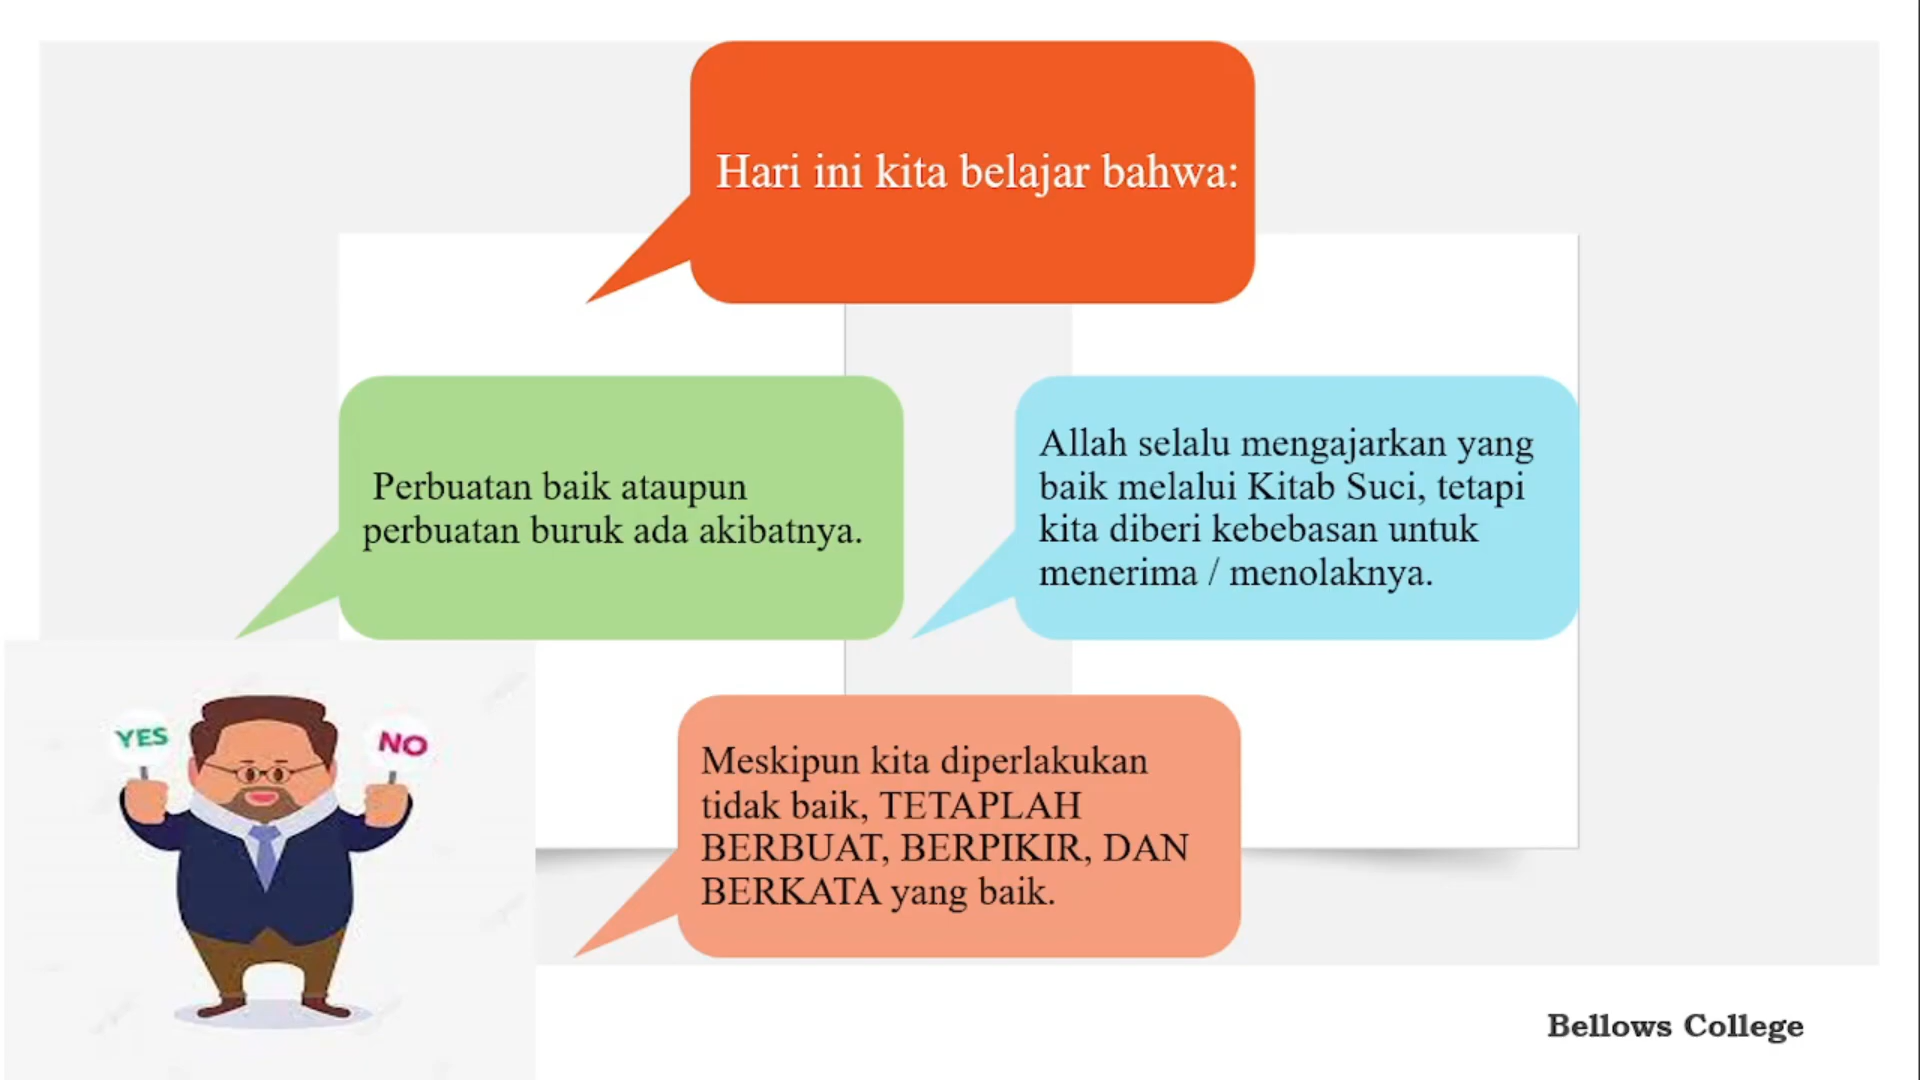 Hari ini kita belajar bahwa:
Perbuatan baik ataupun
perbuatan buruk ada akibatnya.
Allah selalu mengajarkan yang
baik melalui Kitab Suci, tetapi
kita diberi kebebasan untuk
menerima / menolaknya.
YES
NO
Meskipun kita diperlakukan
tidak baik, TETAPLAH
BERBUAT, BERPIKIR, DAN
BERKATA yang baik.
Bellows College